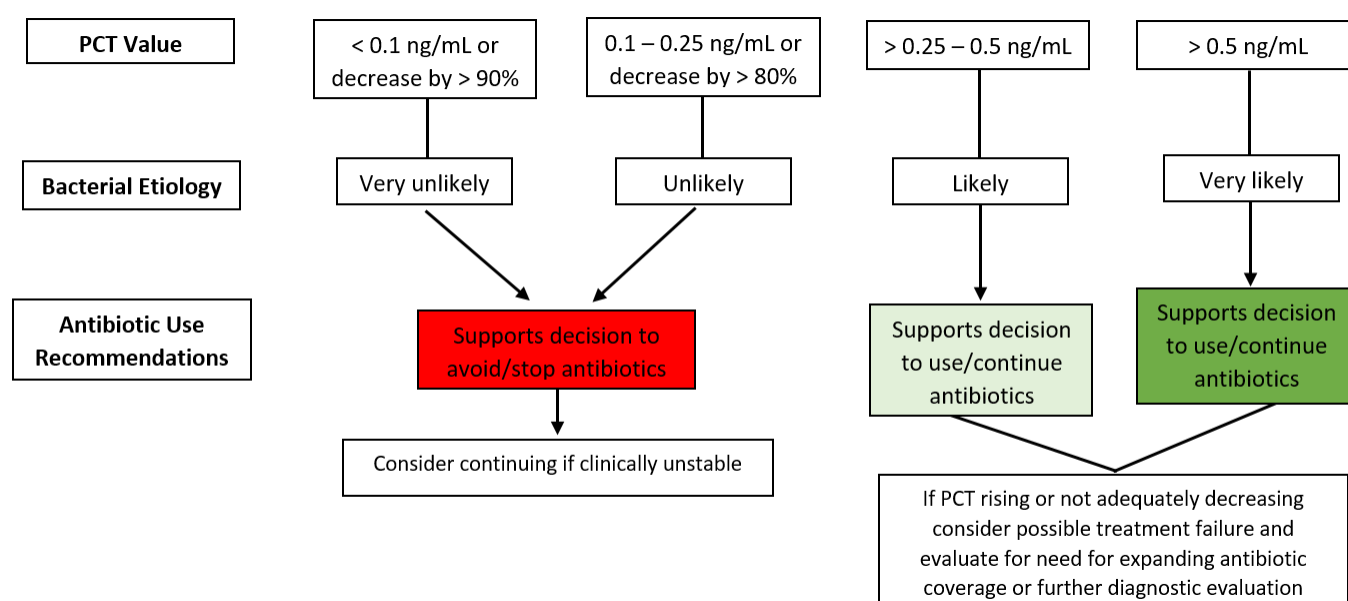 PCT Value
< 0.1 ng/mL or
decrease by > 90%
0.1 – 0.25 ng/mL or
decrease by > 80%
> 0.25 – 0.5 ng/mL
> 0.5 ng/mL
Bacterial Etiology
Very unlikely
Unlikely
Likely
Very likely
Antibiotic Use
Recommendations
Supports decision to
avoid/stop antibiotics
Supports decision
to use/continue
antibiotics
Supports decision
to use/continue
antibiotics
Consider continuing if clinically unstable
If PCT rising or not adequately decreasing
consider possible treatment failure and
evaluate for need for expanding antibiotic
coverage or further diagnostic evaluation